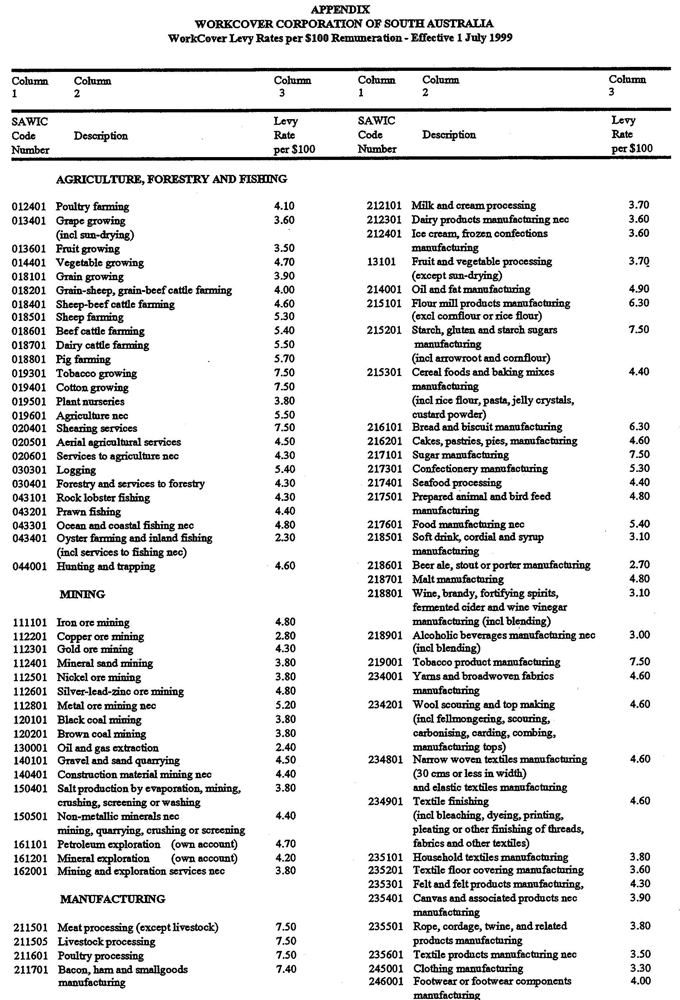 APPENDIX
WORKCOVER CORPORATION OF SOUTH AUSTRALIA
WorkCover Levy Rates per $100 Remuneration - Effective 1 July 1999
Column Column Column
1 2 3
SAWIC Levy
Code Description Rate
Number per $100
AGRICULTURE, FORESTRY AND FISHING
012401 Poultry farming 4.10
013401 Grape growing 3.60
(incl sun-drying)
013601 Fruit growing 3.50
014401 Vegetable growing 4.70
018101 Grain growing 3.90
018201 Grain-sheep, grain-beef cattle farming 4.00
018401 Sheep-beef cattle farming 4.60
018501 Sheep farming 5.30
018601 Beef cattle farming 5.40
018701 Dairy cattle farming 5.50
018801 Pig farming 5.70
019301 Tobacco growing 7.50
019401 Cotton growing 7.50
019501 Plant nurseries 3.80
019601 Agriculture nec 5.50
020401 Shearing services 7.50
020501 Aerial agricultural services 4.50
020601 Services to agriculture nec 4.30
030301 Logging 5.40
030401 Forestry and services to forestry 4.30
043101 Rock lobster fishing 4.30
043201 Prawn fishing 4.40
043301 Ocean and coastal fishing nec 4.80
043401 Oyster farming and inland fishing 2.30
(incl services to fishing nec)
044001 Hunting and trapping 4.60
MINING
111101 Iron ore mining 4.80
112201 Copper ore mining 2.80
112301 Gold ore mining 4.30
112401 Mineral sand mining 3.80
112501 Nickel ore mining 3.80
112601 Silver-lead-zinc ore mining 4.80
112801 Metal ore mining nec 5.20
120101 Black coal mining 3.80
120201 Brown coal mining 3.80
130001 Oil and gas extraction 2.40
140101 Gravel and sand quarrying 4.50
140401 Construction material mining nec 4.40
150401 Salt production by evaporation, mining, 3.80
crushing, screening or washing
150501 Non-metallic minerals nec 4.40
mining, quarrying, crushing or screening
161101 Petroleum exploration (own account) 4.70
161201 Mineral exploration (own account) 4.20
162001 Mining and exploration services nec 3.80
MANUFACTURING
211501 Meat processing (except livestock) 7.50
211505 Livestock processing 7.50
211601 Poultry processing 7.50
211701 Bacon, ham and smallgoods 7.40
manufacturing
Column Column Column
1 2 3
SAWIC Levy
Code Description Rate
Number per $100
212101 Milk and cream processing 3.70
212301 Dairy products manufacturing nec 3.60
212401 Ice cream, frozen confections 3.60
manufacturing
13101 Fruit and vegetable processing 3.70
(except sun-drying)
214001 Oil and fat manufacturing 4.90
215101 Flour mill products manufacturing 6.30
(excl cornflour or rice flour)
215201 Starch, gluten and starch sugars 7.50
manufacturing
(incl arrowroot and cornflour)
215301 Cereal foods and baking mixes 4.40
manufacturing
(incl rice flour, pasta, jelly crystals,
custard powder)
216101 Bread and biscuit manufacturing 6.30
216201 Cakes, pastries, pies, manufacturing 4.60
217101 Sugar manufacturing 7.50
217301 Confectionery manufacturing 5.30
217401 Seafood processing 4.40
217501 Prepared animal and bird feed 4.80
manufacturing
217601 Food manufacturing nec 5.40
218501 Soft drink, cordial and syrup 3.10
manufacturing
218601 Beer ale, stout or porter manufacturing 2.70
218701 Malt manufacturing 4.80
218801 Wine, brandy, fortifying spirits, 3.10
fermented cider and wine vinegar
manufacturing (incl blending)
218901 Alcoholic beverages manufacturing nec 3.00
(incl blending)
219001 Tobacco product manufacturing 7.50
234001 Yarns and broadwoven fabrics 4.60
manufacturing
234201 Wool scouring and top making 4.60
(incl fellmongering, scouring,
carbonising, carding, combing,
manufacturing tops)
234801 Narrow woven textiles manufacturing 4.60
(30 cms or less in width)
and elastic textiles manufacturing
234901 Textile finishing 4.60
(incl bleaching, dyeing, printing,
pleating or other finishing of threads,
fabrics and other textiles)
235101 Household textiles manufacturing 3.80
235201 Textile floor covering manufacturing 3.60
235301 Felt and felt products manufacturing, 4.30
235401 Canvas and associated products nec 3.90
manufacturing
235501 Rope, cordage, twine, and related 3.80
products manufacturing
235601 Textile products manufacturing nec 3.50
245001 Clothing manufacturing 3.30
246001 Footwear or footwear components 4.00
manufacturing